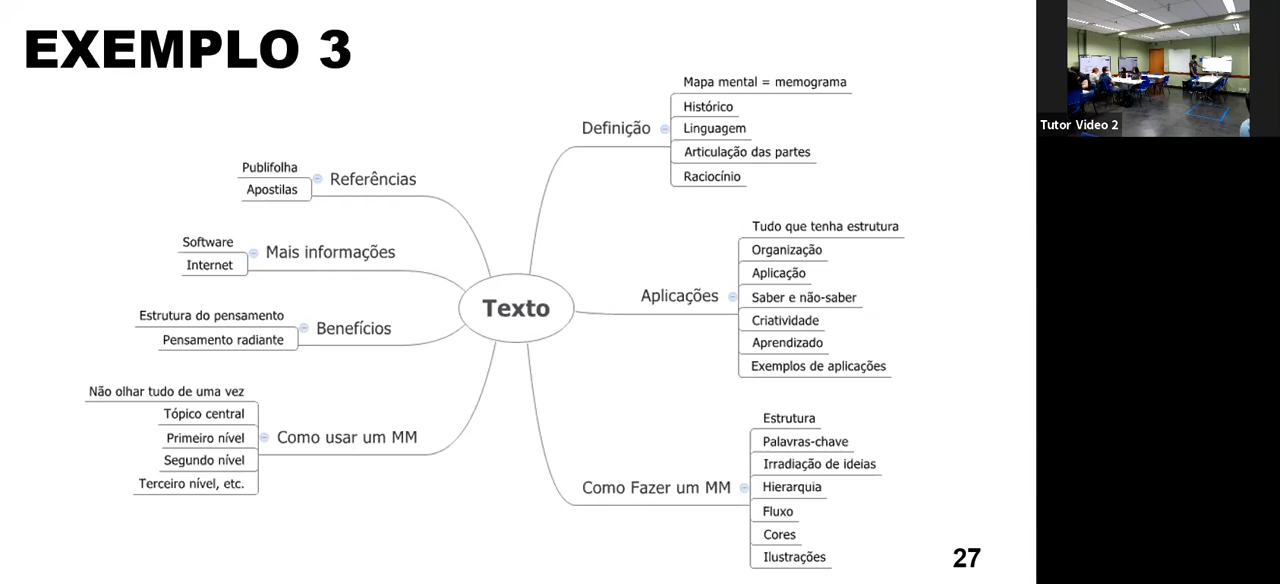 EXEMPLO 3
Texto
Definição
Mapa mental = memograma
Histórico
Linguagem
Articulação das partes
Raciocínio
Aplicações
Tudo que tenha estrutura
Organização
Aplicação
Saber e não-saber
Criatividade
Aprendizado
Exemplos de aplicações
Como Fazer um MM
Estrutura
Palavras-chave
Irradiação de ideias
Hierarquia
Fluxo
Cores
Ilustrações
Referências
Publifolha
Apostilas
Mais informações
Software
Internet
Benefícios
Estrutura do pensamento
Pensamento radiante
Como usar um MM
Não olhar tudo de uma vez
Tópico central
Primeiro nível
Segundo nível
Terceiro nível, etc.
27
Tutor Video 2